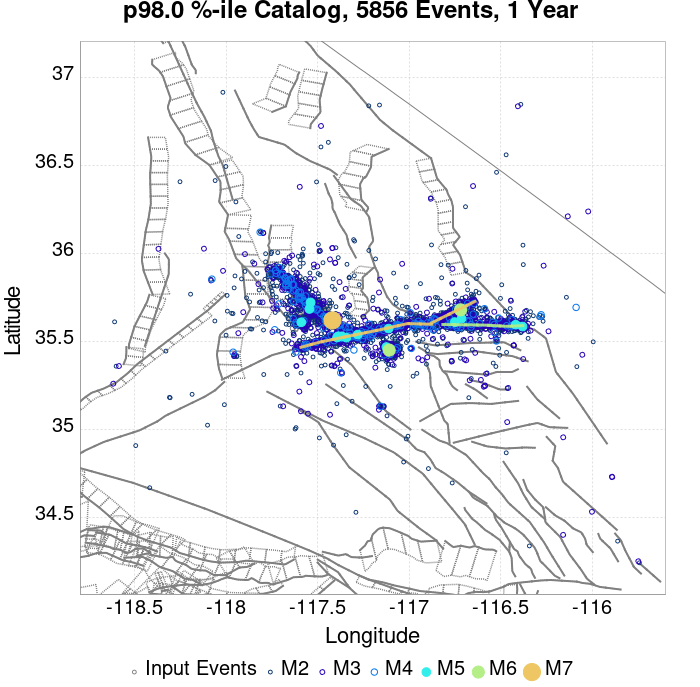 p98.0 %-ile Catalog, 5856 Events, 1 Year
37
36.5
36
35.5
35
34.5
Latitude
-118.5 -118 -117.5 -117 -116.5 -116
Longitude
Input Events M2 M3 M4 M5 M6 M7